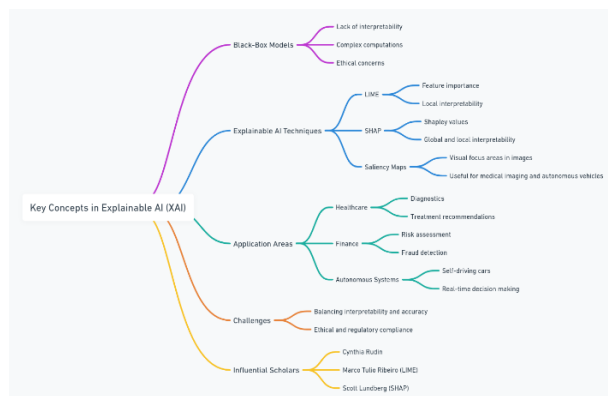 Key Concepts in Explainable AI (XAI)
Black-Box Models
Lack of interpretability
Complex computations
Ethical concerns
Explainable AI Techniques
LIME
Feature importance
Local interpretability
SHAP
Shapley values
Global and local interpretability
Saliency Maps
Visual focus areas in images
Useful for medical imaging and autonomous vehicles
Application Areas
Healthcare
Diagnostics
Treatment recommendations
Finance
Risk assessment
Fraud detection
Autonomous Systems
Self-driving cars
Real-time decision making
Challenges
Balancing interpretability and accuracy
Ethical and regulatory compliance
Influential Scholars
Cynthia Rudin
Marco Tulio Ribeiro (LIME)
Scott Lundberg (SHAP)